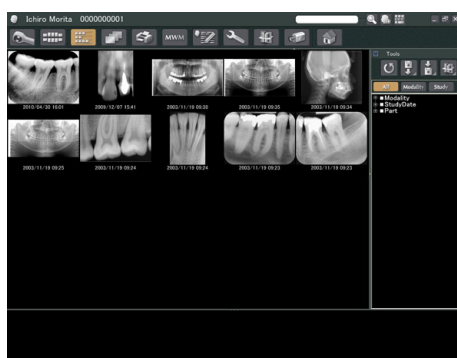 Ichiro Morita 0000000001
MWM
Tools
All Modality Study
Modality
StudyDate
Part
2010/04/30 16:01
2009/12/07 15:41
2003/11/19 09:26
2003/11/19 09:25
2003/11/19 09:34
2003/11/19 09:25
2003/11/19 09:24
2003/11/19 09:24
2003/11/19 09:23
2003/11/19 09:23